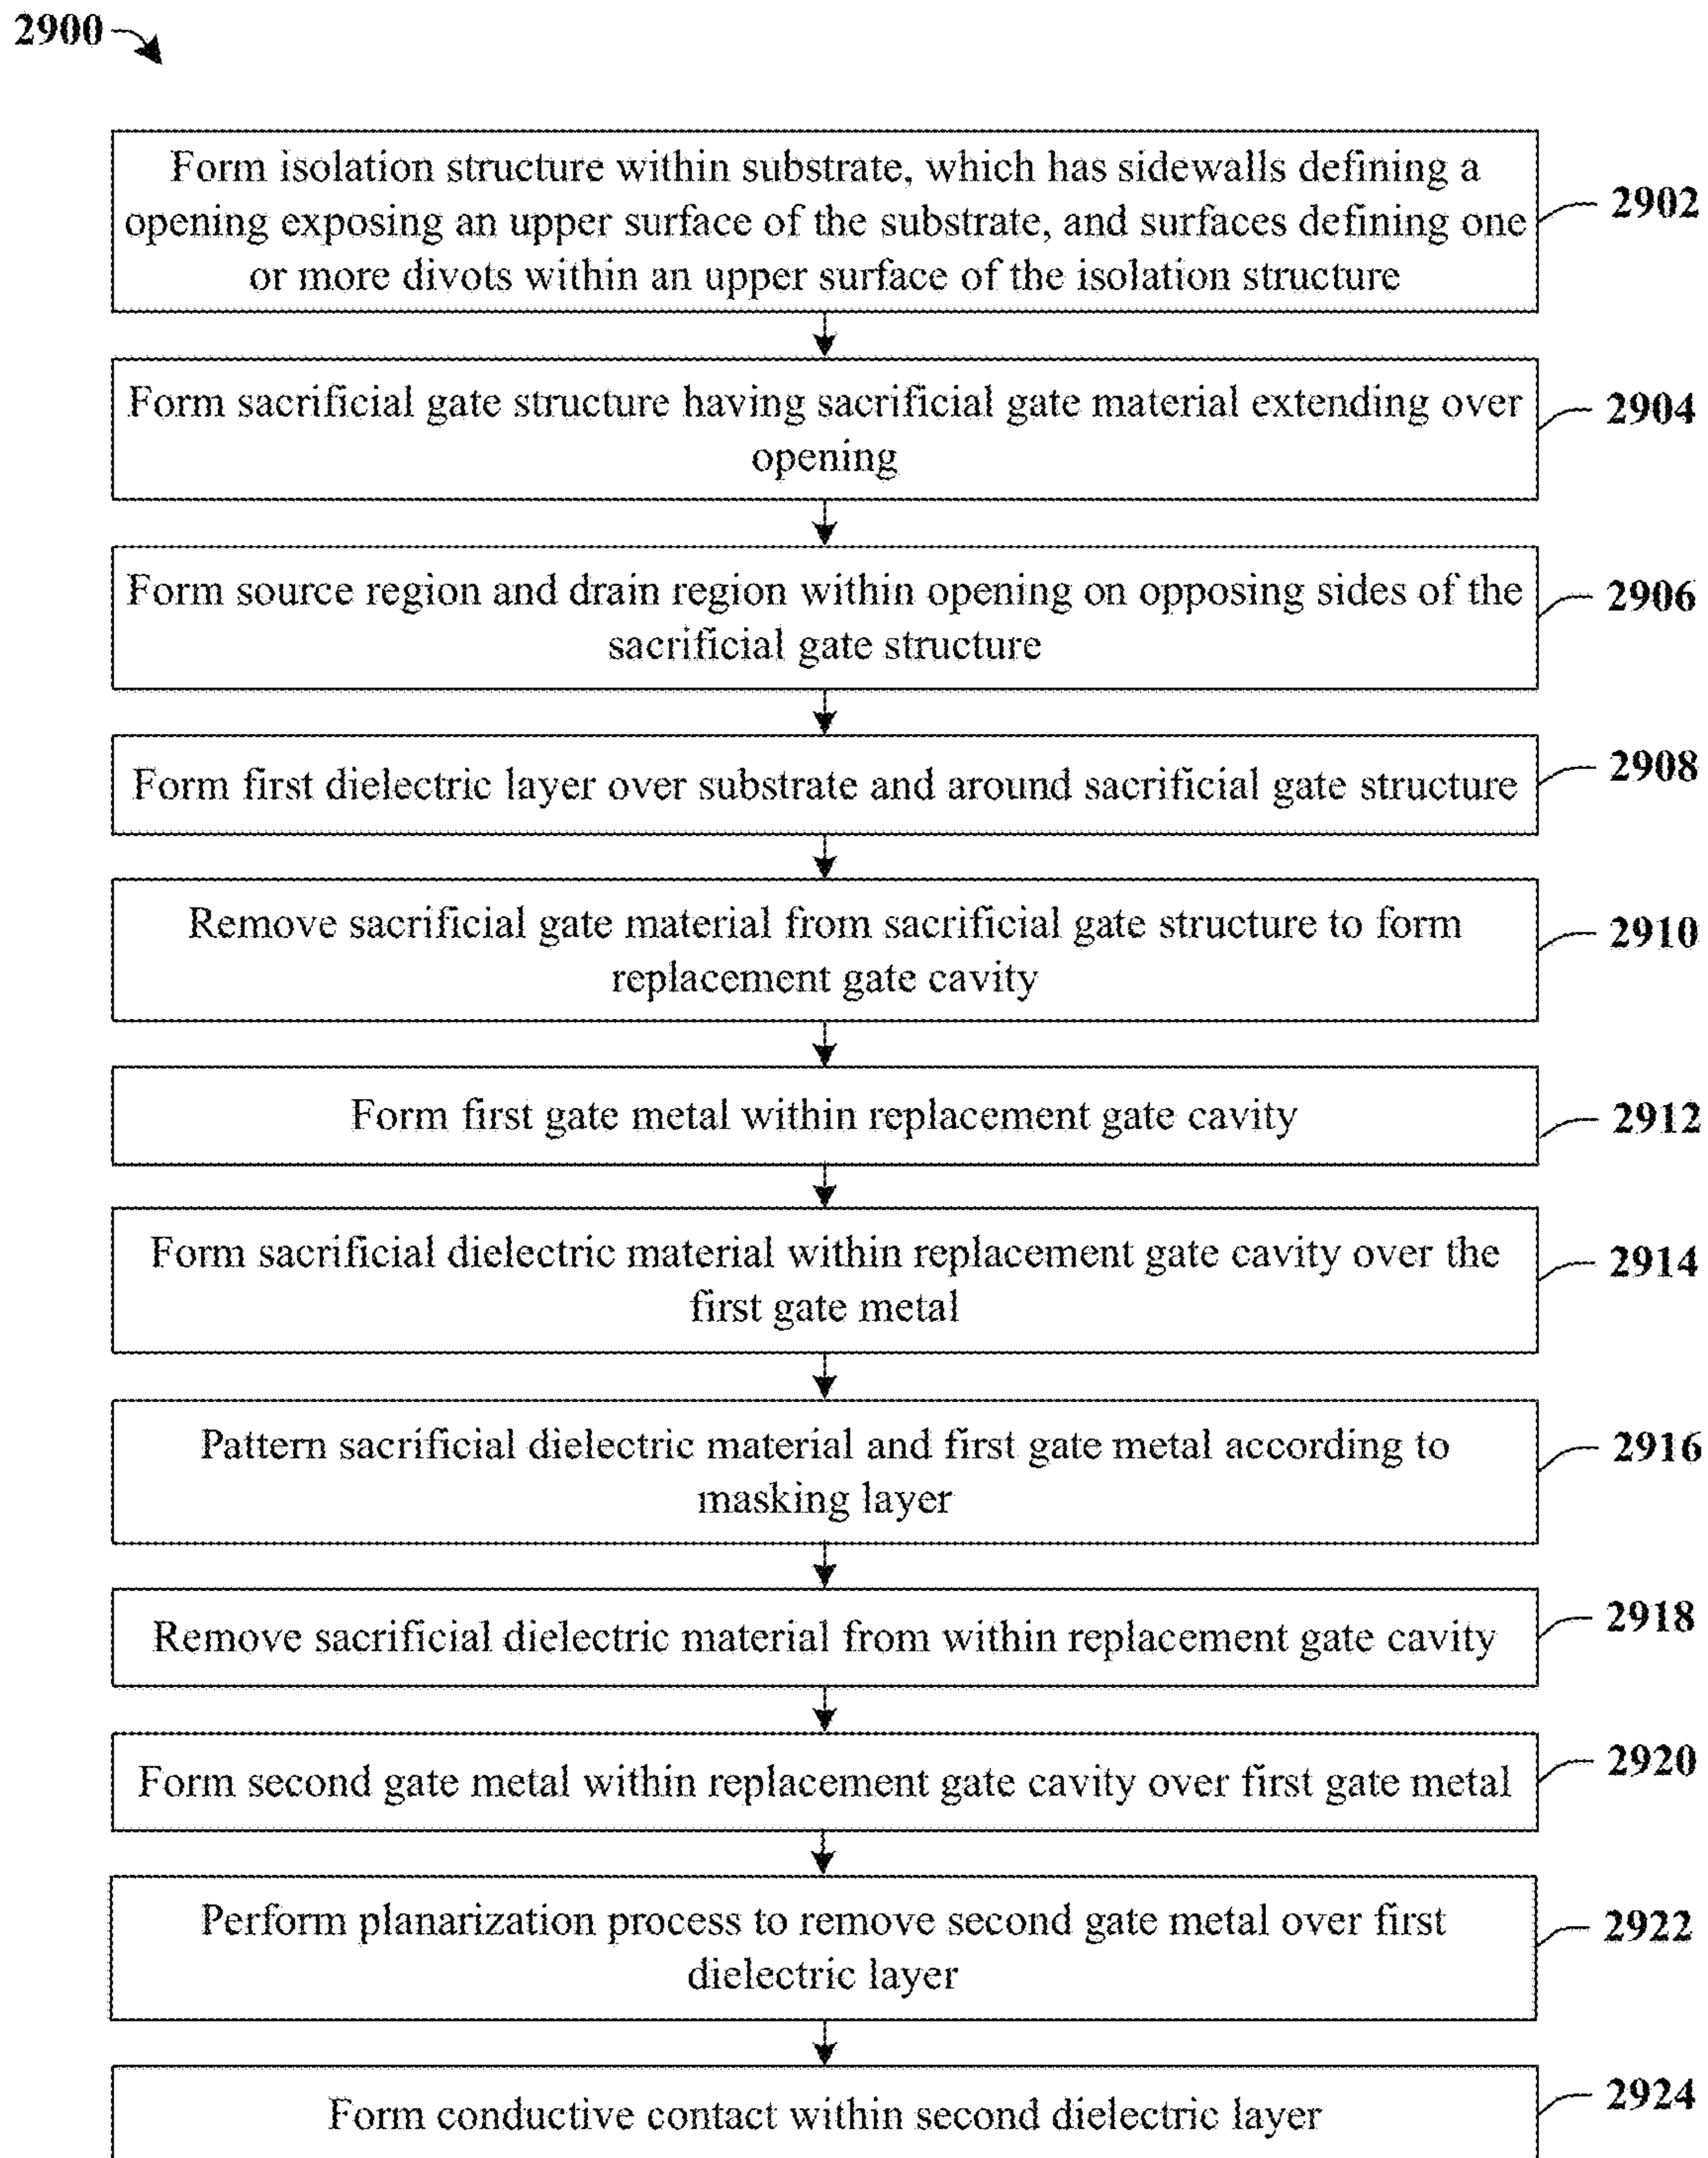 2900
Form isolation structure within substrate, which has sidewalls defining a
opening exposing an upper surface of the substrate, and surfaces defining one
or more divots within an upper surface of the isolation structure
2902
Form sacrificial gate structure having sacrificial gate material extending over
opening
2904
Form source region and drain region within opening on opposing sides of the
sacrificial gate structure
2906
Form first dielectric layer over substrate and around sacrificial gate structure
2908
Remove sacrificial gate material from sacrificial gate structure to form
replacement gate cavity
2910
Form first gate metal within replacement gate cavity
2912
Form sacrificial dielectric material within replacement gate cavity over the
first gate metal
2914
Pattern sacrificial dielectric material and first gate metal according to
masking layer
2916
Remove sacrificial dielectric material from within replacement gate cavity
2918
Form second gate metal within replacement gate cavity over first gate metal
2920
Perform planarization process to remove second gate metal over first
dielectric layer
2922
Form conductive contact within second dielectric layer
2924